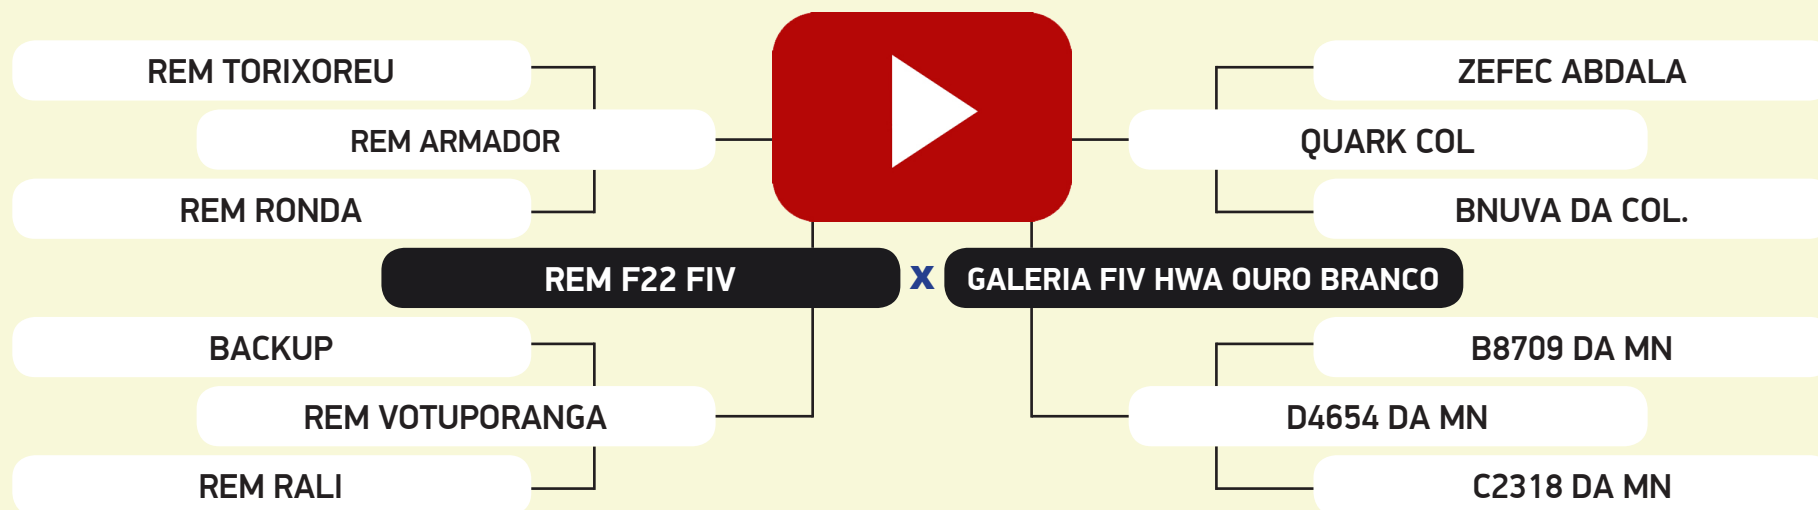 REM TORIXOREU
ZEFEC ABDALA
REM ARMADOR
QUARK COL
REM RONDA
BNUVA DA COL.
REM F22 FIV X GALERIA FIV HWA OURO BRANCO
BACKUP
B8709 DA MN
REM VOTUPORANGA
D4654 DA MN
REM RALI
C2318 DA MN